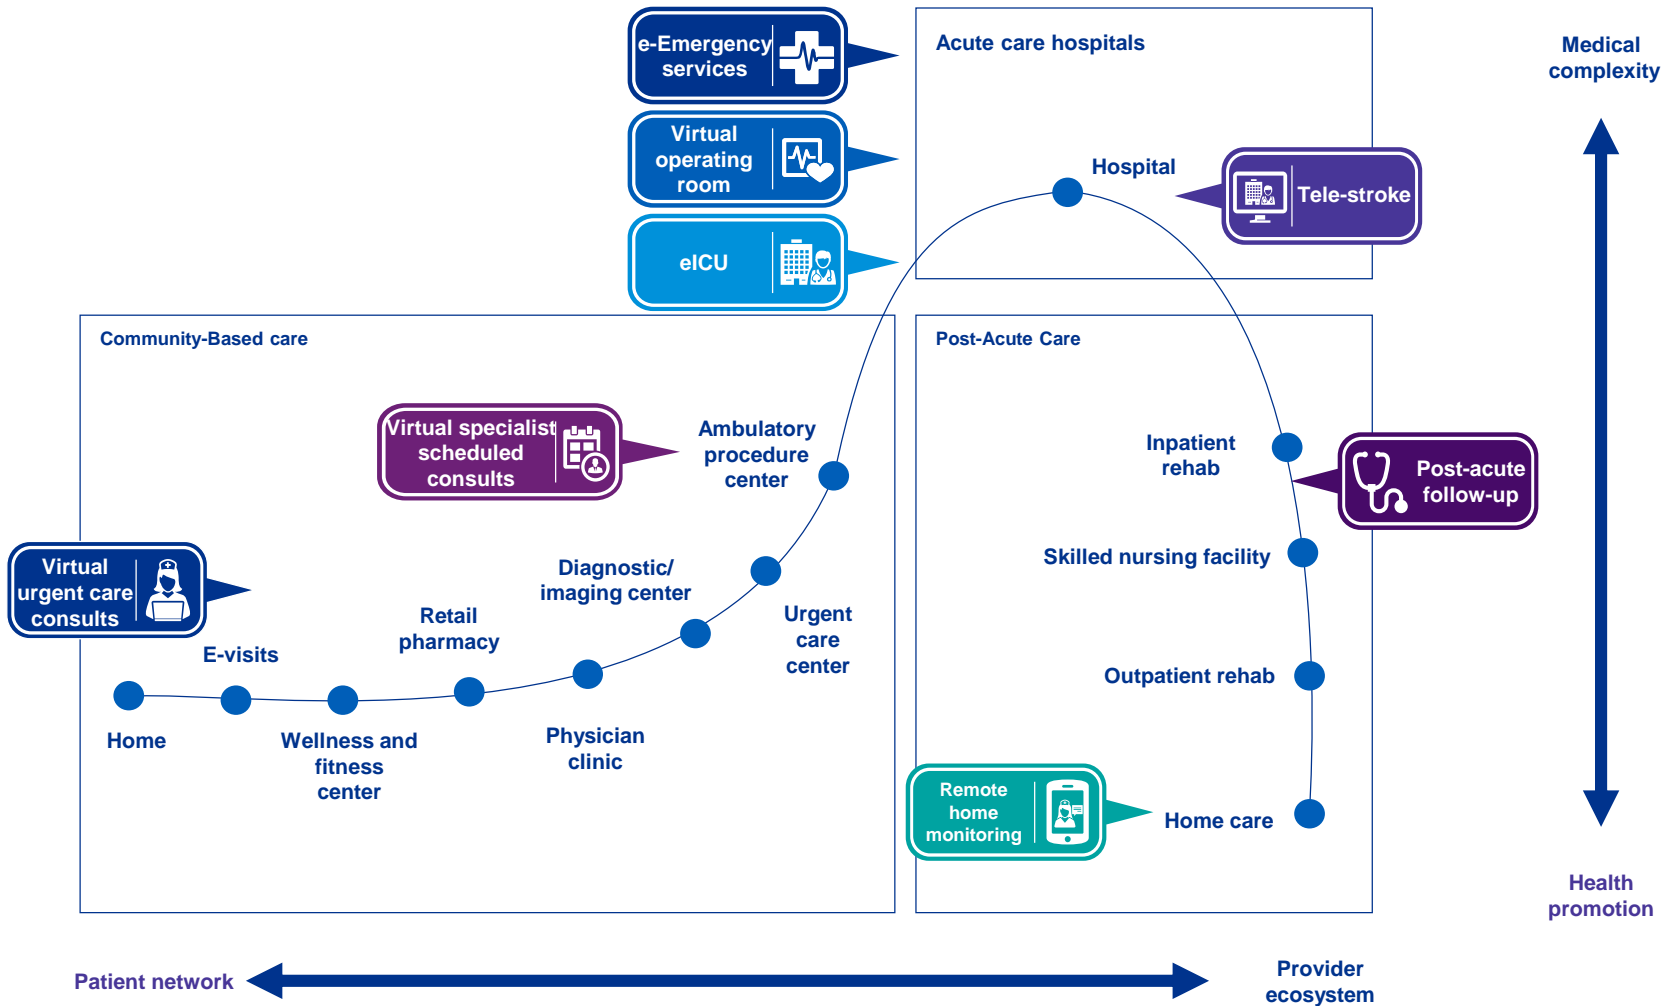 e-Emergency
services
Virtual
operating
room
eICU
Acute care hospitals
Hospital
Tele-stroke
Medical
complexity
Community-Based care
Virtual specialist
scheduled
consults
Ambulatory
procedure
center
Virtual
urgent care
consults
E-visits
Retail
pharmacy
Diagnostic/
imaging center
Urgent
care
center
Home
Wellness and
fitness
center
Physician
clinic
Post-Acute Care
Inpatient
rehab
Post-acute
follow-up
Skilled nursing facility
Outpatient rehab
Remote
home
monitoring
Home care
Health
promotion
Patient network
Provider
ecosystem